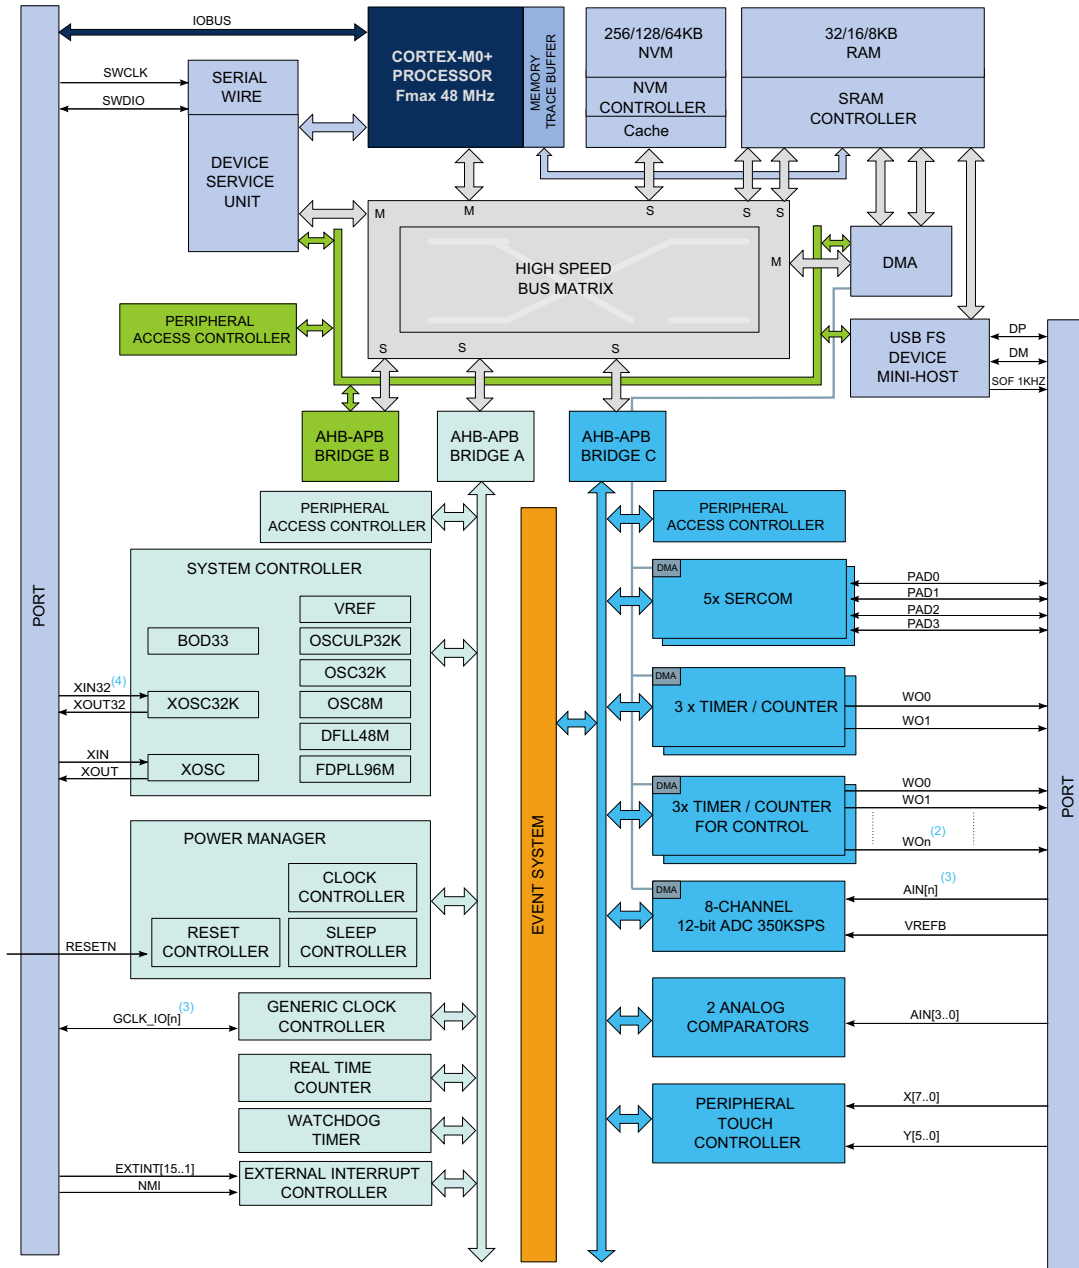 IOBUS
CORTEX-M0+
PROCESSOR
Fmax 48 MHz
MEMORY
TRACE BUFFER
256/128/64KB
NVM
NVM
CONTROLLER
Cache
32/16/8KB
RAM
SRAM
CONTROLLER
SWCLK
SWDIO
SERIAL
WIRE
DEVICE
SERVICE
UNIT
M
M
S
S
S
M
HIGH SPEED
BUS MATRIX
S
S
S
DMA
PERIPHERAL
ACCESS CONTROLLER
USB FS
DEVICE
MINI-HOST
DP
DM
SOF 1KHZ
AHB-APB
BRIDGE B
AHB-APB
BRIDGE A
AHB-APB
BRIDGE C
PORT
PORT
EVENT SYSTEM
PERIPHERAL
ACCESS CONTROLLER
SYSTEM CONTROLLER
VREF
BOD33
OSCULP32K
OSC32K
XIN32(4)
XOUT32
XOSC32K
OSC8M
DFLL48M
XIN
XOUT
XOSC
FDPLL96M
POWER MANAGER
CLOCK
CONTROLLER
RESETN
RESET
CONTROLLER
SLEEP
CONTROLLER
GCLK_IO[n](3)
GENERIC CLOCK
CONTROLLER
REAL TIME
COUNTER
WATCHDOG
TIMER
EXTINT[15..1]
NMI
EXTERNAL INTERRUPT
CONTROLLER
PERIPHERAL
ACCESS CONTROLLER
DMA
5x SERCOM
PAD0
PAD1
PAD2
PAD3
DMA
3 x TIMER / COUNTER
WO0
WO1
DMA
3x TIMER / COUNTER
FOR CONTROL
WO0
WO1
WOn(2)
DMA
8-CHANNEL
12-bit ADC 350KSPS
AIN[n](3)
VREFB
2 ANALOG
COMPARATORS
AIN[3..0]
PERIPHERAL
TOUCH
CONTROLLER
X[7..0]
Y[5..0]